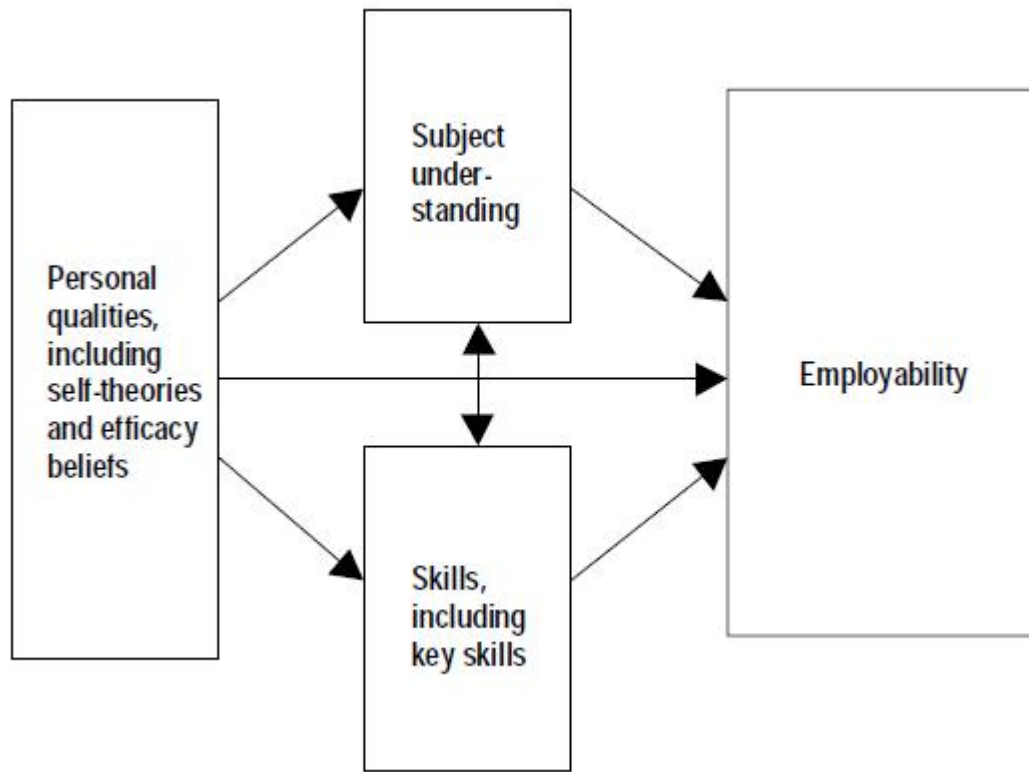 Personal
qualities,
including
self-theories
and efficacy
beliefs
Subject
under-
standing
Skills,
including
key skills
Employability